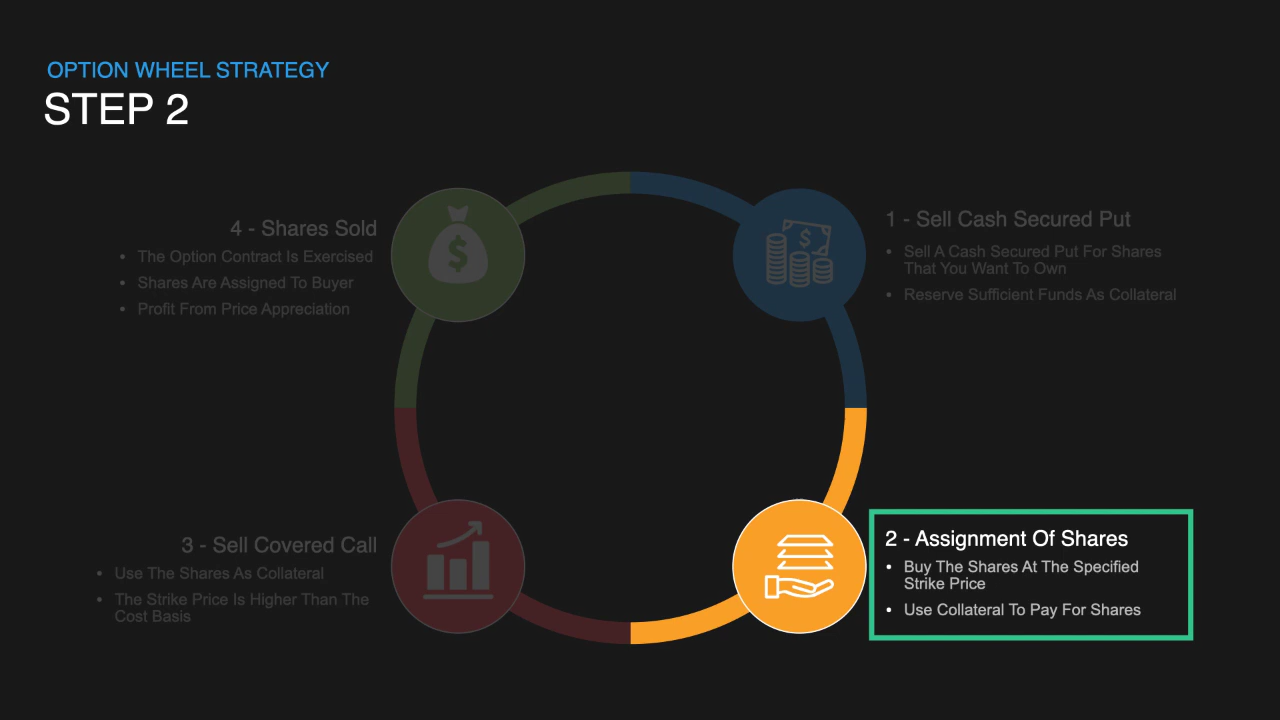 OPTION WHEEL STRATEGY
STEP 2
4 - Shares Sold
• The Option Contract Is Exercised
• Shares Are Assigned To Buyer
• Profit From Price Appreciation
$
$
1 - Sell Cash Secured Put
• Sell A Cash Secured Put For Shares
That You Want To Own
• Reserve Sufficient Funds As Collateral
3 - Sell Covered Call
• Use The Shares As Collateral
• The Strike Price Is Higher Than The
Cost Basis
2 - Assignment Of Shares
• Buy The Shares At The Specified
Strike Price
• Use Collateral To Pay For Shares